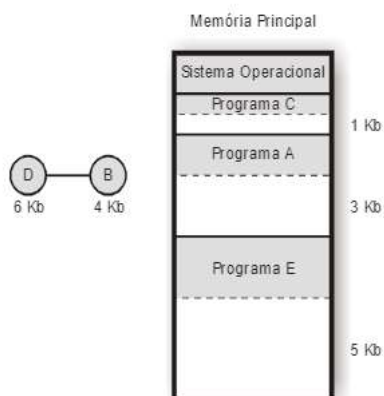 Memória Principal
Sistema Operacional
Programa C
1 Kb
Programa A
D
B
6 Kb
4 Kb
3 Kb
Programa E
5 Kb